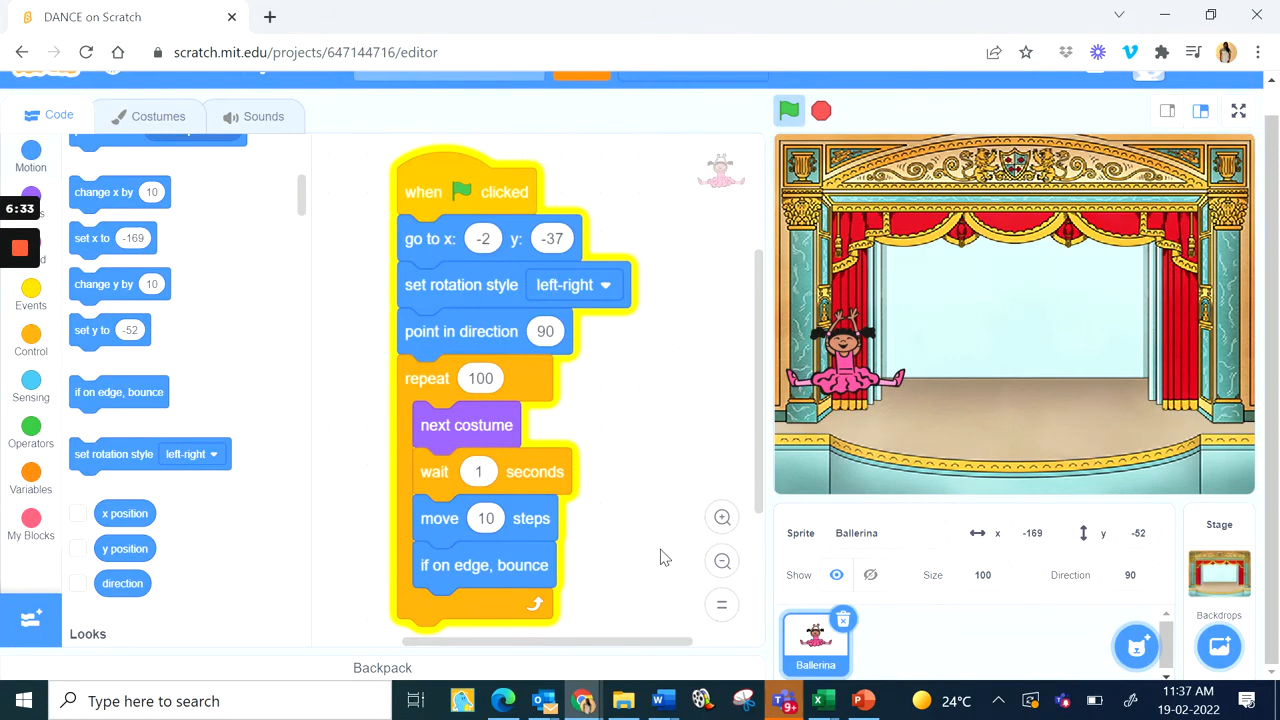 DANCE on Scratch
scratch.mit.edu/projects/647144716/editor
Code
Costumes
Sounds
Motion
6:33
Events
Control
Sensing
Operators
Variables
My Blocks
change x by 10
set x to -169
change y by 10
set y to -52
if on edge, bounce
set rotation style left-right
x position
y position
direction
Looks
when clicked
go to x: -2 y: -37
set rotation style left-right
point in direction 90
repeat 100
next costume
wait 1 seconds
move 10 steps
if on edge, bounce
Backpack
Sprite Ballerina x -169 y -52
Show Size 100 Direction 90
Ballerina
Stage
Backdrops
Type here to search
9+
24°C
11:37 AM
19-02-2022